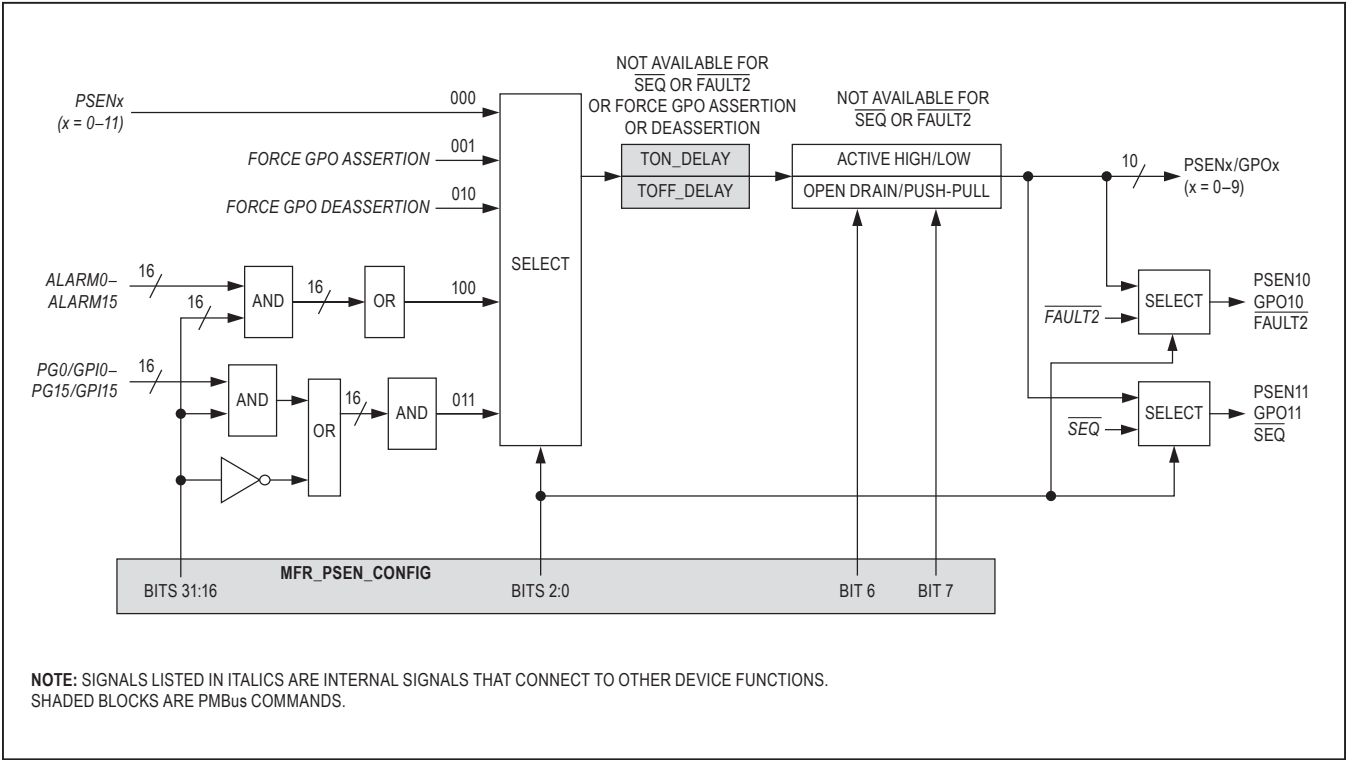 NOT AVAILABLE FOR
SEQ OR FAULT2
OR FORCE GPO ASSERTION
OR DEASSERTION
NOT AVAILABLE FOR
SEQ OR FAULT2
PSENx
(x = 0–11)
000
FORCE GPO ASSERTION
001
FORCE GPO DEASSERTION
010
ALARM0–
ALARM15
16
16
AND
16
OR
100
PG0/GPI0–
PG15/GPI15
16
AND
OR
16
AND
011
SELECT
TON_DELAY
TOFF_DELAY
ACTIVE HIGH/LOW
OPEN DRAIN/PUSH-PULL
10
PSENx/GPOx
(x = 0–9)
FAULT2
SELECT
PSEN10
GPO10
FAULT2
SEQ
SELECT
PSEN11
GPO11
SEQ
MFR_PSEN_CONFIG
BITS 31:16
BITS 2:0
BIT 6
BIT 7
NOTE: SIGNALS LISTED IN ITALICS ARE INTERNAL SIGNALS THAT CONNECT TO OTHER DEVICE FUNCTIONS.
SHADED BLOCKS ARE PMBus COMMANDS.